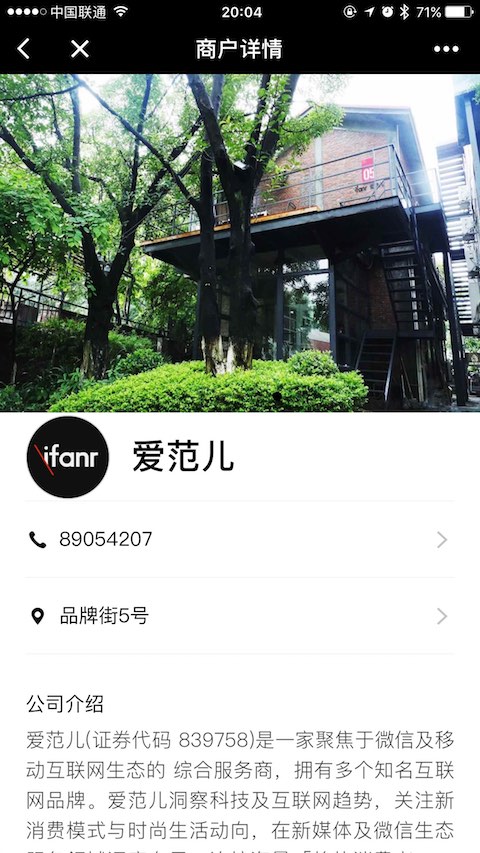 中国联通
20:04
71%
商户详情
05
ifanr
ifanr
爱范儿
89054207
品牌街5号
公司介绍
爱范儿(证券代码 839758)是一家聚焦于微信及移
动互联网生态的 综合服务商，拥有多个知名互联
网品牌。爱范儿洞察科技及互联网趋势，关注新
消费模式与时尚生活动向，在新媒体及微信生态